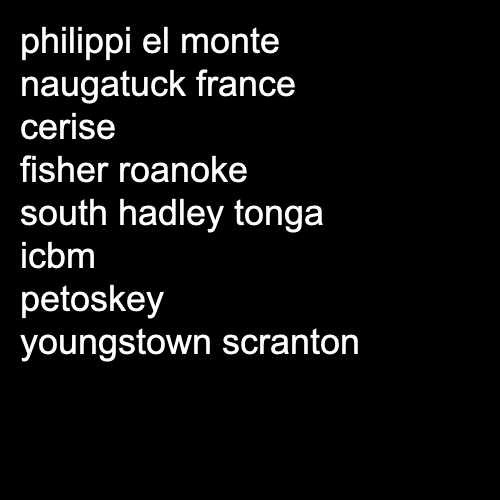 philippi el monte
naugatuck france
cerise
fisher roanoke
south hadley tonga
icbm
petoskey
youngstown scranton